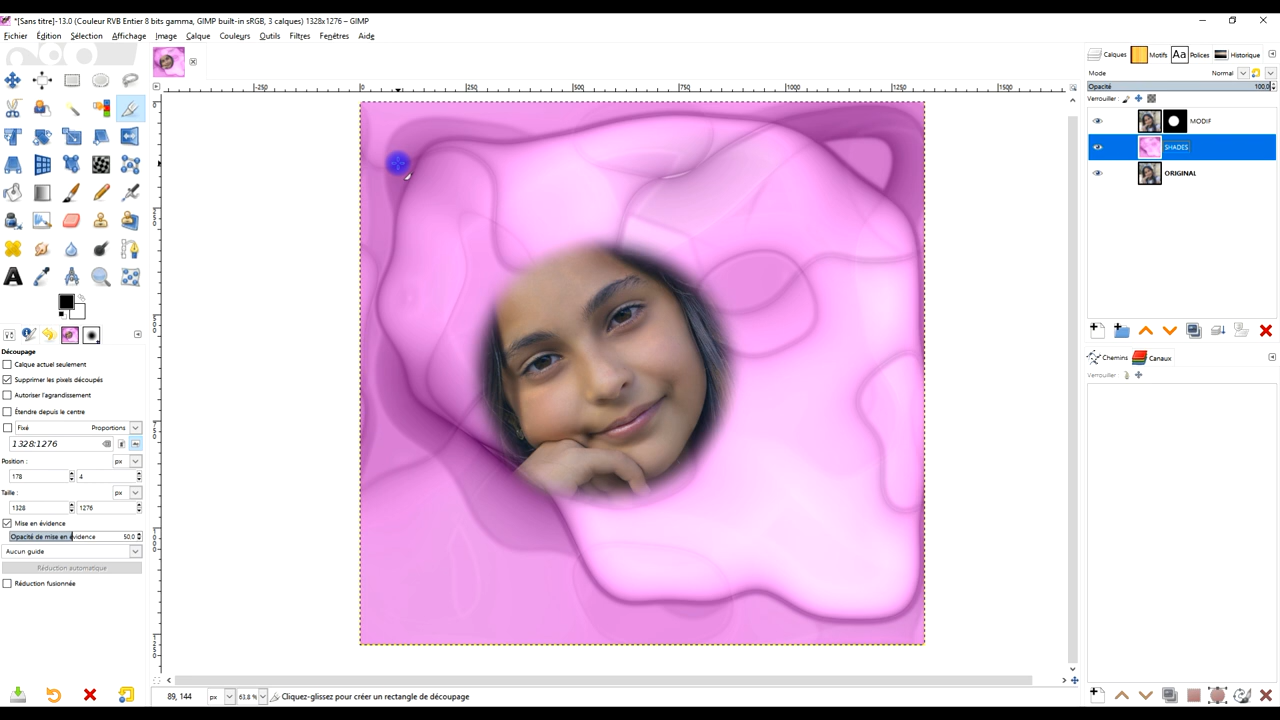 *[Sans titre]-13.0 (Couleur RVB Entier 8 bits gamma, GIMP built-in sRGB, 3 calques) 1328x1276 – GIMP
Fichier Édition Sélection Affichage Image Calque Couleurs Outils Filtres Fenêtres Aide
Calques Motifs Aa Polices Historique
Mode Normal
Opacité 100,0
Verrouiller :
-250 0 250 500 750 1000 1250 1500
MODIF
SHADES
ORIGINAL
Découpage
Calque actuel seulement
Supprimer les pixels découpés
Autoriser l'agrandissement
Étendre depuis le centre
Fixé Proportions
1328:1276
Position : px
178 4
Taille : px
1328 1276
Mise en évidence
Opacité de mise en évidence 50.0
Aucun guide
Réduction automatique
Réduction fusionnée
Chemins Canaux
Verrouiller :
89, 144 px 63.8 % Cliquez-glissez pour créer un rectangle de découpage